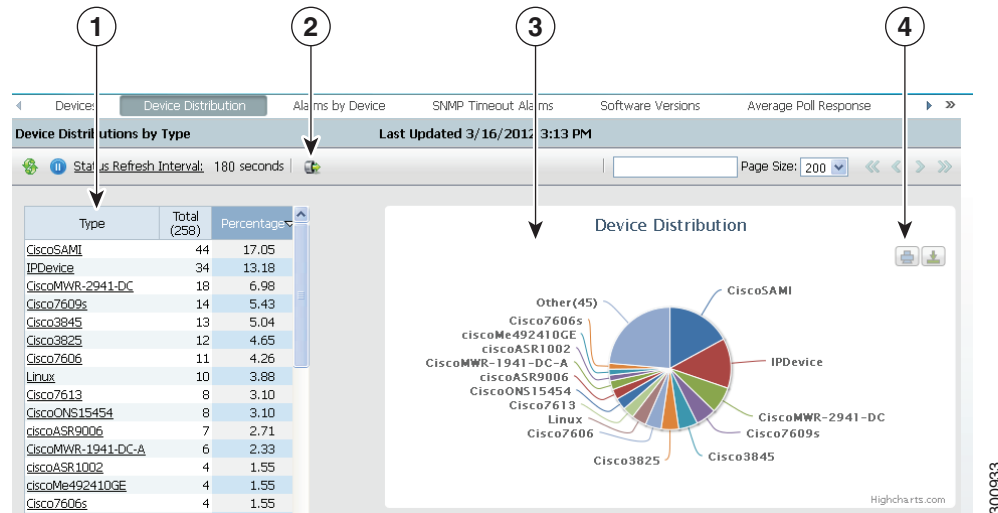 1 2 3 4
Devices Device Distribution Alarms by Device SNMP Timeout Alarms Software Versions Average Poll Response
Device Distributions by Type Last Updated 3/16/2012 3:13 PM
Status Refresh Interval: 180 seconds Page Size: 200
Type Total (258) Percentage
CiscoSAMI 44 17.05
IPDevice 34 13.18
CiscoMWR-2941-DC 18 6.98
Cisco7609s 14 5.43
Cisco3845 13 5.04
Cisco3825 12 4.65
Cisco7606 11 4.26
Linux 10 3.88
Cisco7613 8 3.10
CiscoONS15454 8 3.10
ciscoASR9006 7 2.71
CiscoMWR-1941-DC-A 6 2.33
ciscoASR1002 4 1.55
ciscoMe492410GE 4 1.55
Cisco7606s 4 1.55
Device Distribution
CiscoSAMI
IPDevice
CiscoMWR-2941-DC
Cisco7609s
Cisco3845
Cisco3825
Cisco7606
Linux
Cisco7613
CiscoONS15454
ciscoASR9006
CiscoMWR-1941-DC-A
ciscoASR1002
ciscoMe492410GE
Cisco7606s
Other(45)
Highcharts.com
300933